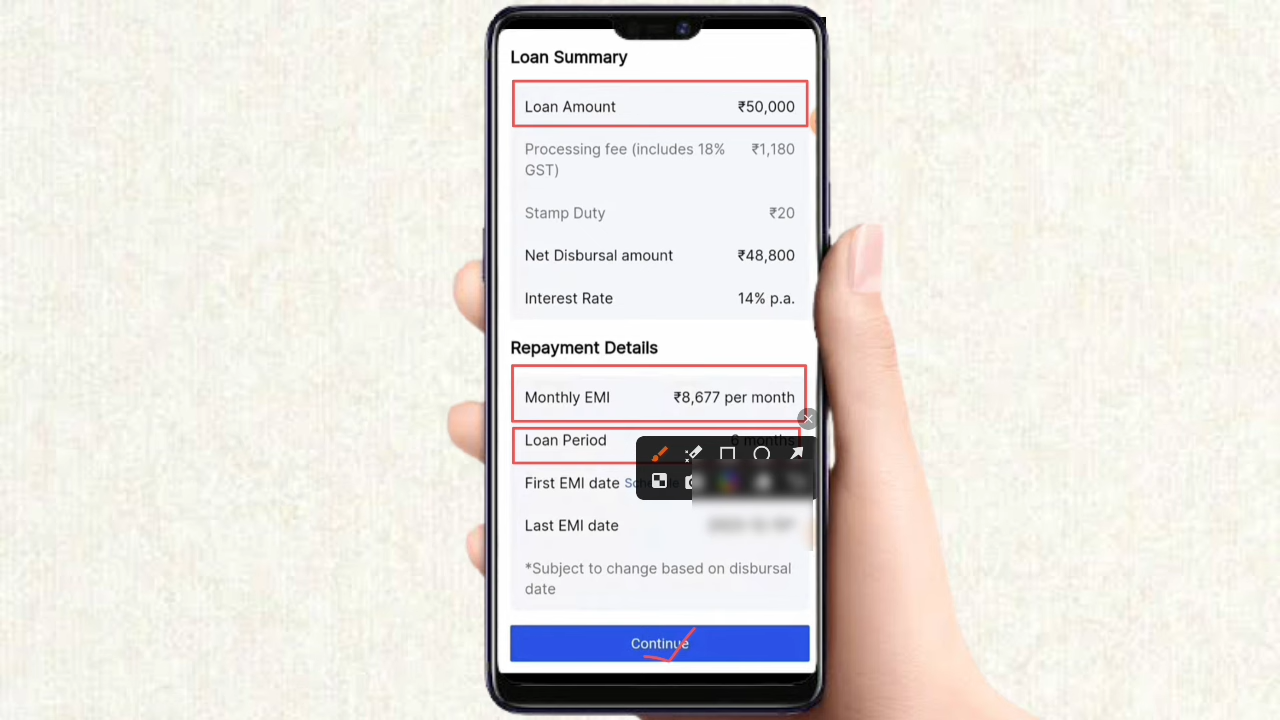 Loan Summary
Loan Amount ₹50,000
Processing fee (includes 18% ₹1,180
GST)
Stamp Duty ₹20
Net Disbursal amount ₹48,800
Interest Rate 14% p.a.
Repayment Details
Monthly EMI ₹8,677 per month
Loan Period 6 months
First EMI date
Last EMI date
*Subject to change based on disbursal
date
Continue